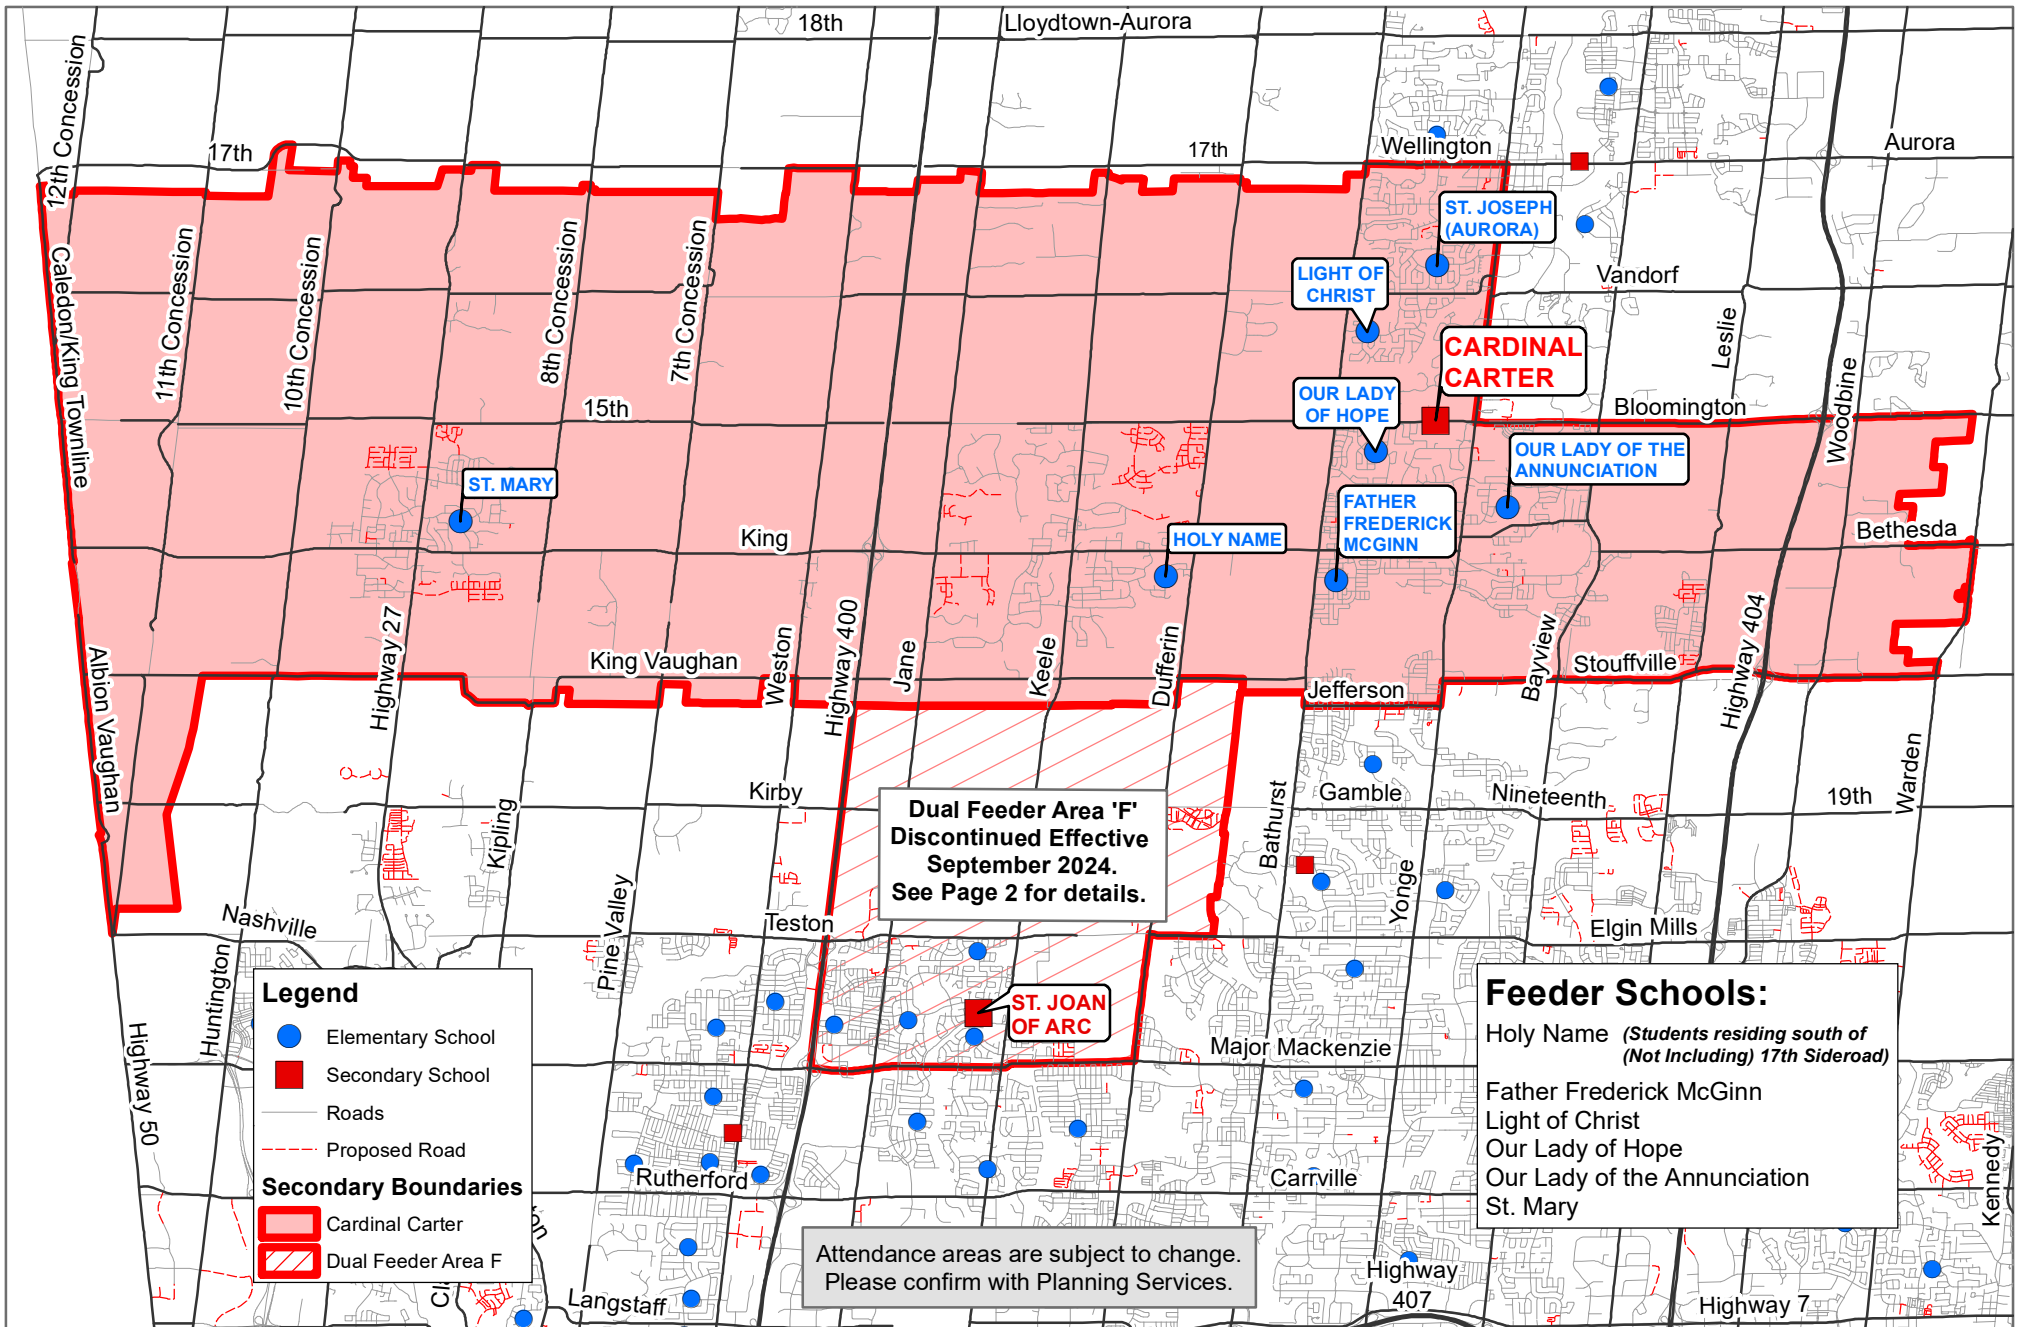 18th
Lloydtown-Aurora
12th Concession
17th
17th
Wellington
Aurora
ST. JOSEPH
(AURORA)
Caledon/King Townline
11th Concession
10th Concession
8th Concession
7th Concession
LIGHT OF
CHRIST
Vandorf
Leslie
Woodbine
CARDINAL
CARTER
OUR LADY
OF HOPE
15th
Bloomington
OUR LADY OF THE
ANNUNCIATION
ST. MARY
FATHER
FREDERICK
MCGINN
King
HOLY NAME
Bethesda
Albion Vaughan
Highway 27
King Vaughan
Weston
Highway 400
Jane
Keele
Dufferin
Jefferson
Bayview
Stouffville
Highway 404
Warden
Kirby
Kipling
Pine Valley
Bathurst
Gamble
Yonge
Nineteenth
19th
Dual Feeder Area 'F'
Discontinued Effective
September 2024.
See Page 2 for details.
Nashville
Huntington
Teston
Elgin Mills
Highway 50
ST. JOAN
OF ARC
Major Mackenzie
Rutherford
Carrville
Kennedy
Langstaff
Highway
407
Highway 7
Legend
Elementary School
Secondary School
Roads
Proposed Road
Secondary Boundaries
Cardinal Carter
Dual Feeder Area F
Attendance areas are subject to change.
Please confirm with Planning Services.
Feeder Schools:
Holy Name (Students residing south of
(Not Including) 17th Sideroad)
Father Frederick McGinn
Light of Christ
Our Lady of Hope
Our Lady of the Annunciation
St. Mary